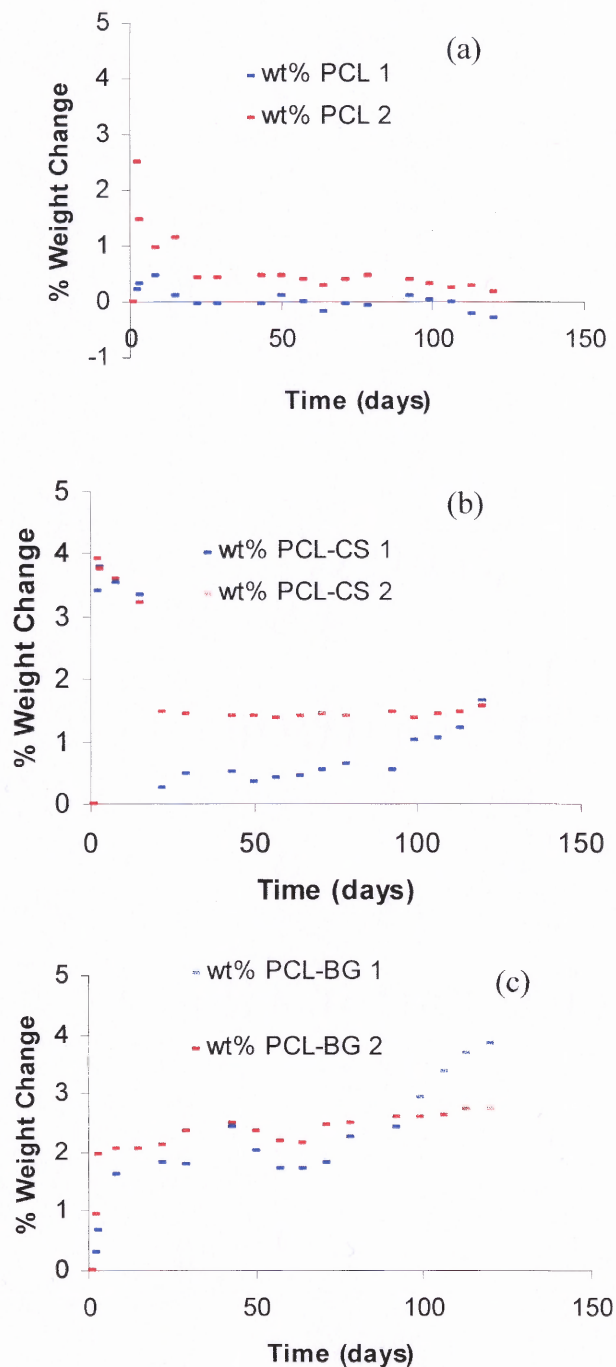 (a)
wt% PCL 1
wt% PCL 2
% Weight Change
5
4
3
2
1
0
-1
0 50 100 150
Time (days)
(b)
wt% PCL-CS 1
wt% PCL-CS 2
% Weight Change
5
4
3
2
1
0
0 50 100 150
Time (days)
wt% PCL-BG 1
(c)
wt% PCL-BG 2
% Weight Change
5
4
3
2
1
0
0 50 100 150
Time (days)